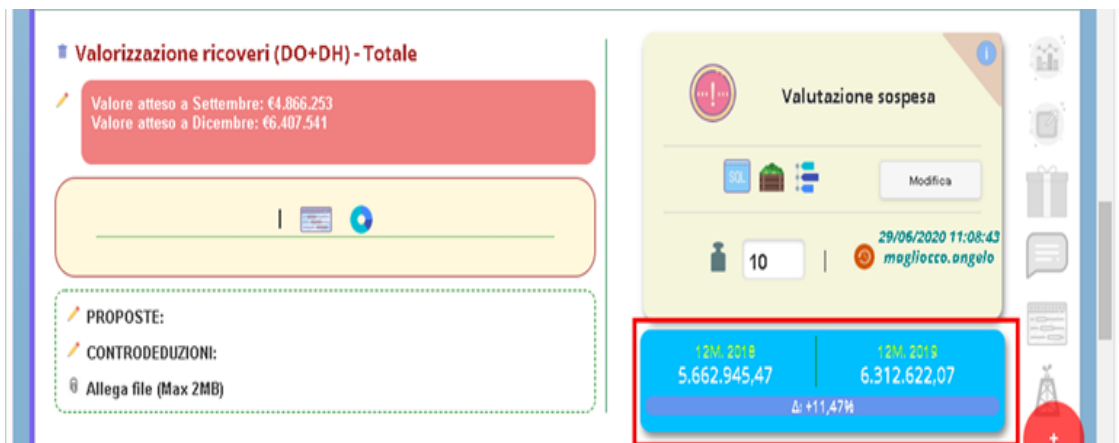 Valorizzazione ricoveri (DO+DH) - Totale
Valore atteso a Settembre: €4.866.253
Valore atteso a Dicembre: €6.407.541
|
PROPOSTE:
CONTRODEDUZIONI:
Allega file (Max 2MB)
i
Valutazione sospesa
SQL
Modifica
10 |
29/06/2020 11:08:43
magliocco.angelo
12M. 2018 12M. 2019
5.662.945,47 6.312.622,07
Δ: +11,47%
+